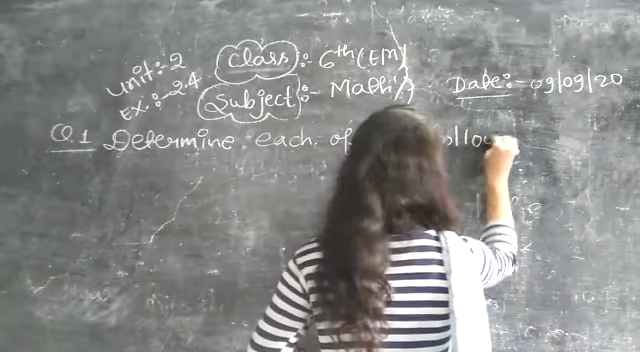 Unit:-2
Ex.:-2.4
Class:- 6th (EM)
Subject:- Maths
Date:- 09/09/20
Q.1 Determine each of